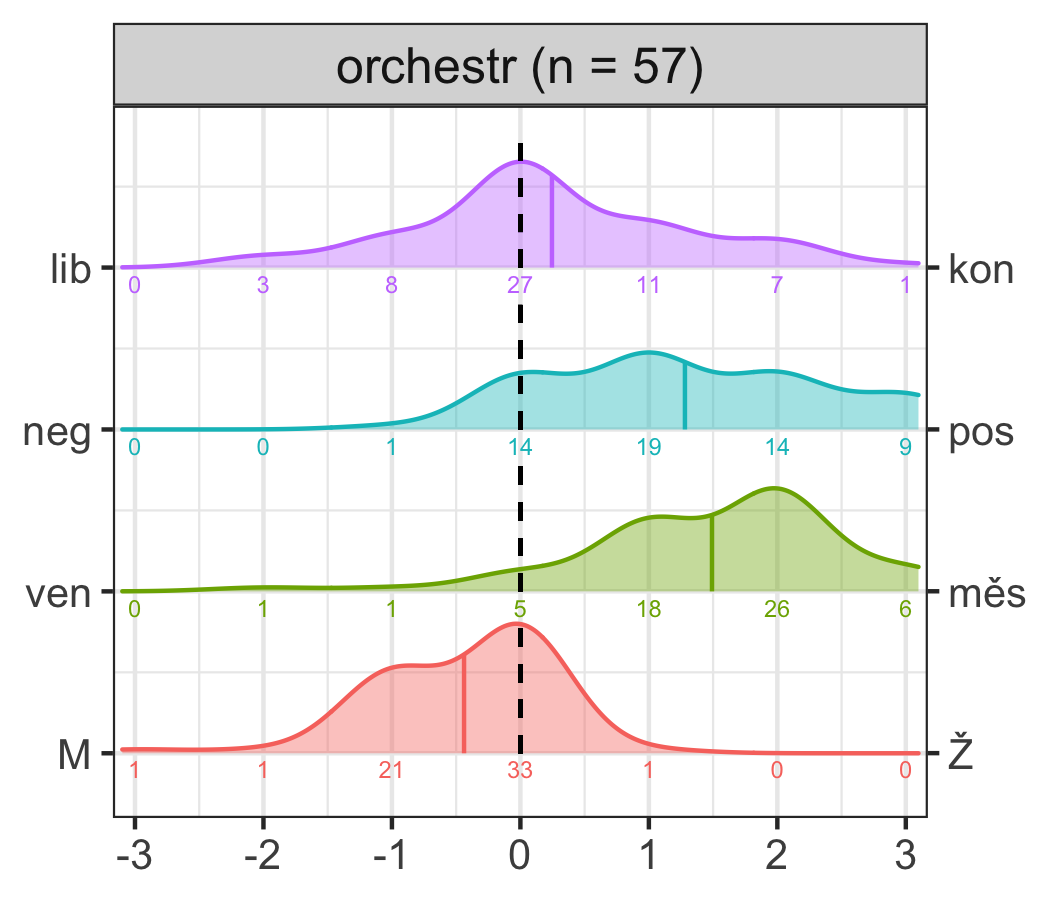 orchestr (n = 57)
lib kon
0 3 8 27 11 7 1
neg pos
0 0 1 14 19 14 9
ven měs
0 1 1 5 18 26 6
M Ž
1 1 21 33 1 0 0
-3 -2 -1 0 1 2 3